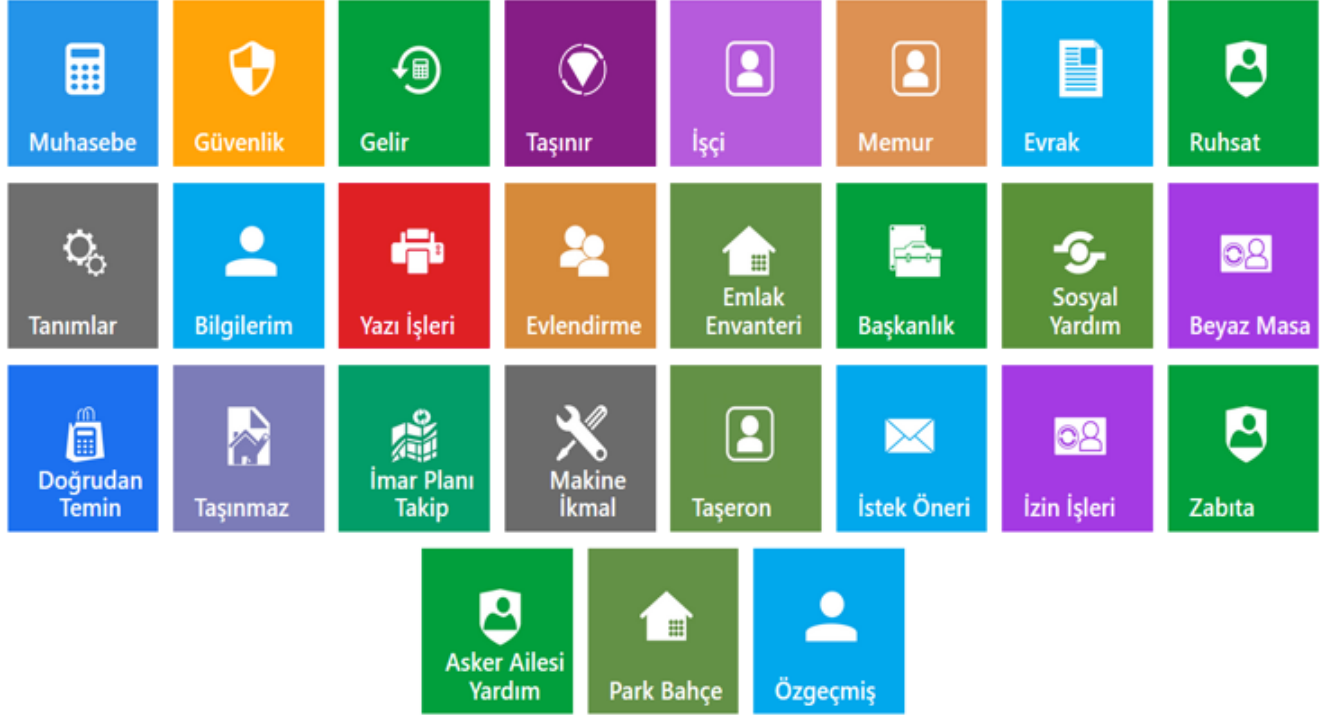 Muhasebe
Güvenlik
Gelir
Taşınır
İşçi
Memur
Evrak
Ruhsat
Tanımlar
Bilgilerim
Yazı İşleri
Evlendirme
Emlak
Envanteri
Başkanlık
Sosyal
Yardım
Beyaz Masa
Doğrudan
Temin
Taşınmaz
İmar Planı
Takip
Makine
İkmal
Taşeron
İstek Öneri
İzin İşleri
Zabıta
Asker Ailesi
Yardım
Park Bahçe
Özgeçmiş